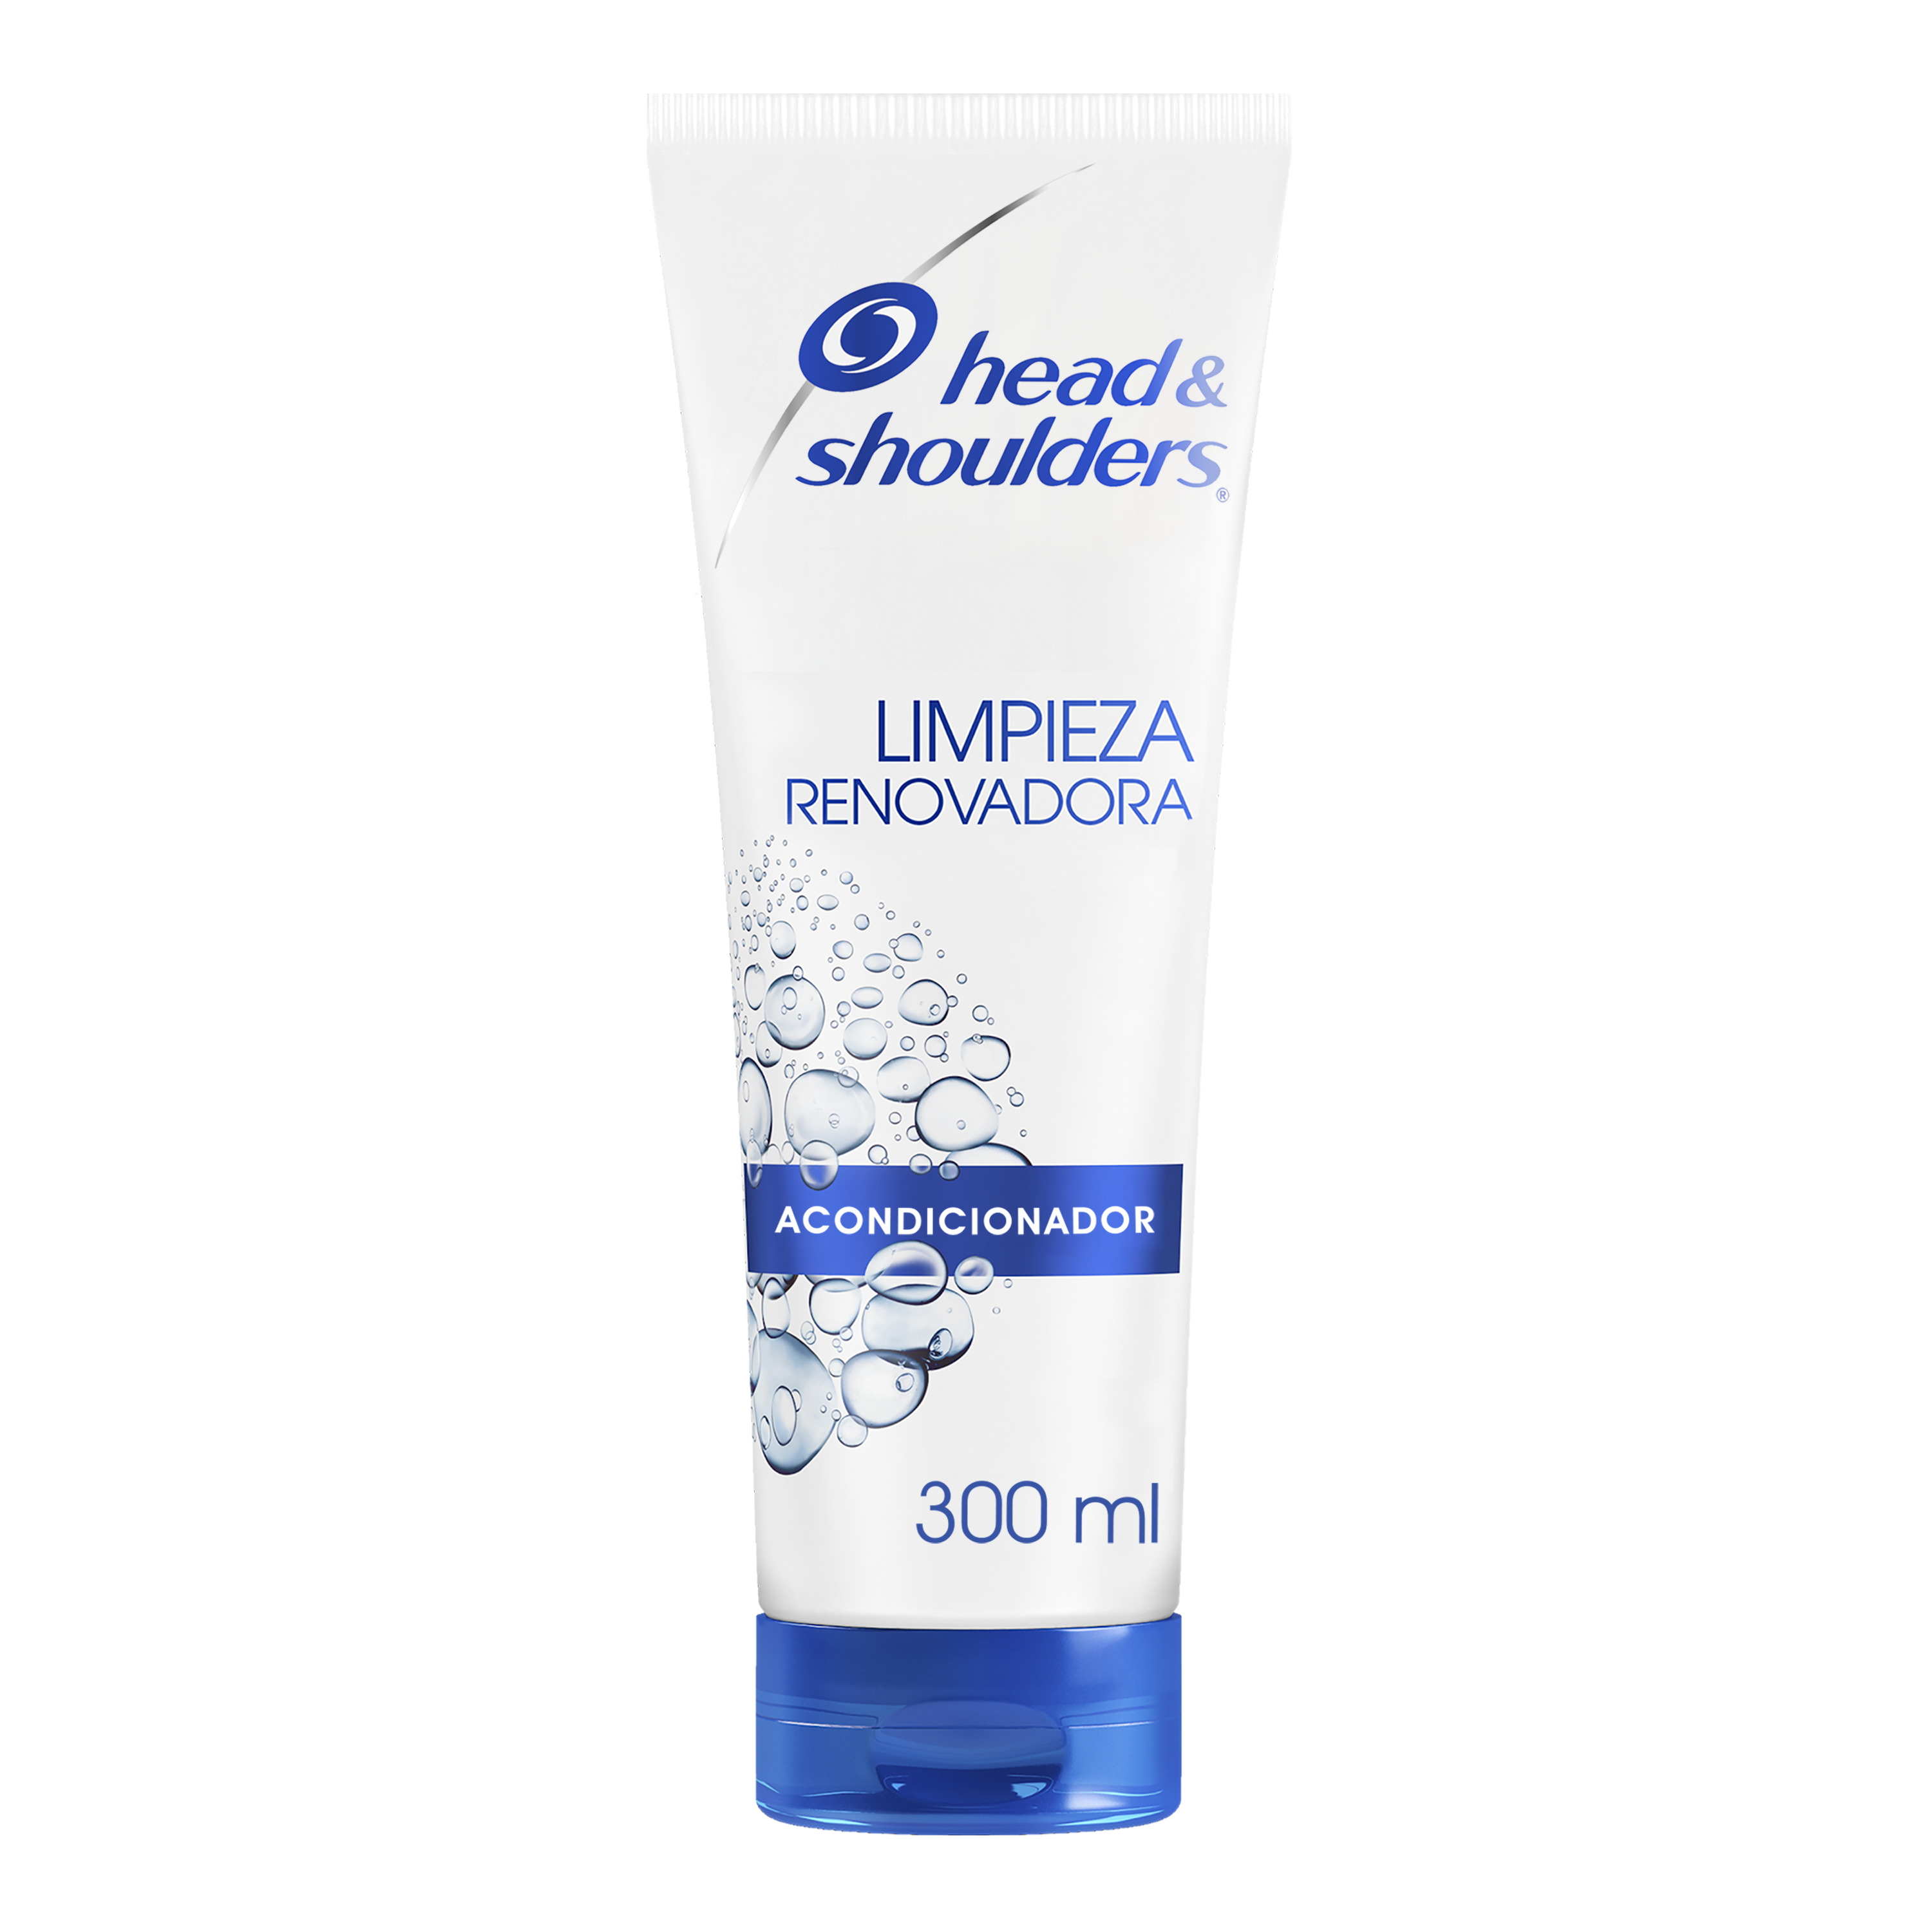 head &
shoulders®
LIMPIEZA
RENOVADORA
ACONDICIONADOR
300 ml